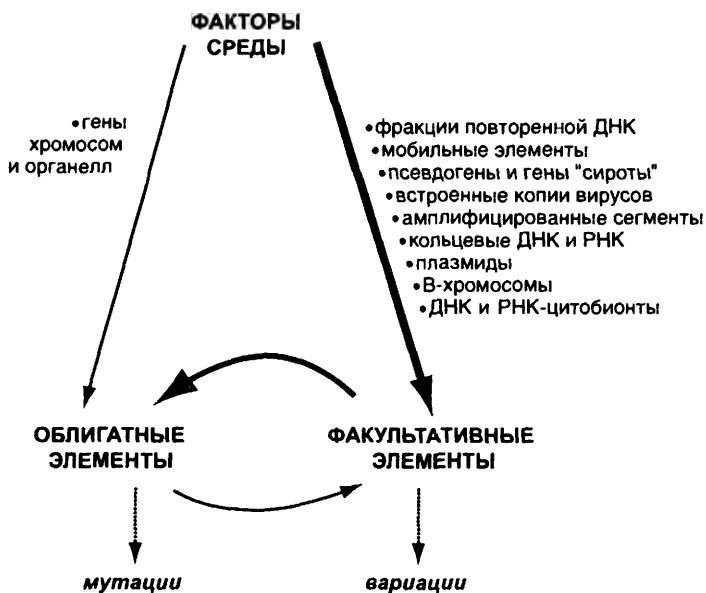 ФАКТОРЫ
СРЕДЫ
•гены
хромосом
и органелл
•фракции повторенной ДНК
•мобильные элементы
•псевдогены и гены "сироты"
•встроенные копии вирусов
•амплифицированные сегменты
•кольцевые ДНК и РНК
•плазмиды
•В-хромосомы
•ДНК и РНК-цитобионты
ОБЛИГАТНЫЕ
ЭЛЕМЕНТЫ
ФАКУЛЬТАТИВНЫЕ
ЭЛЕМЕНТЫ
мутации
вариации